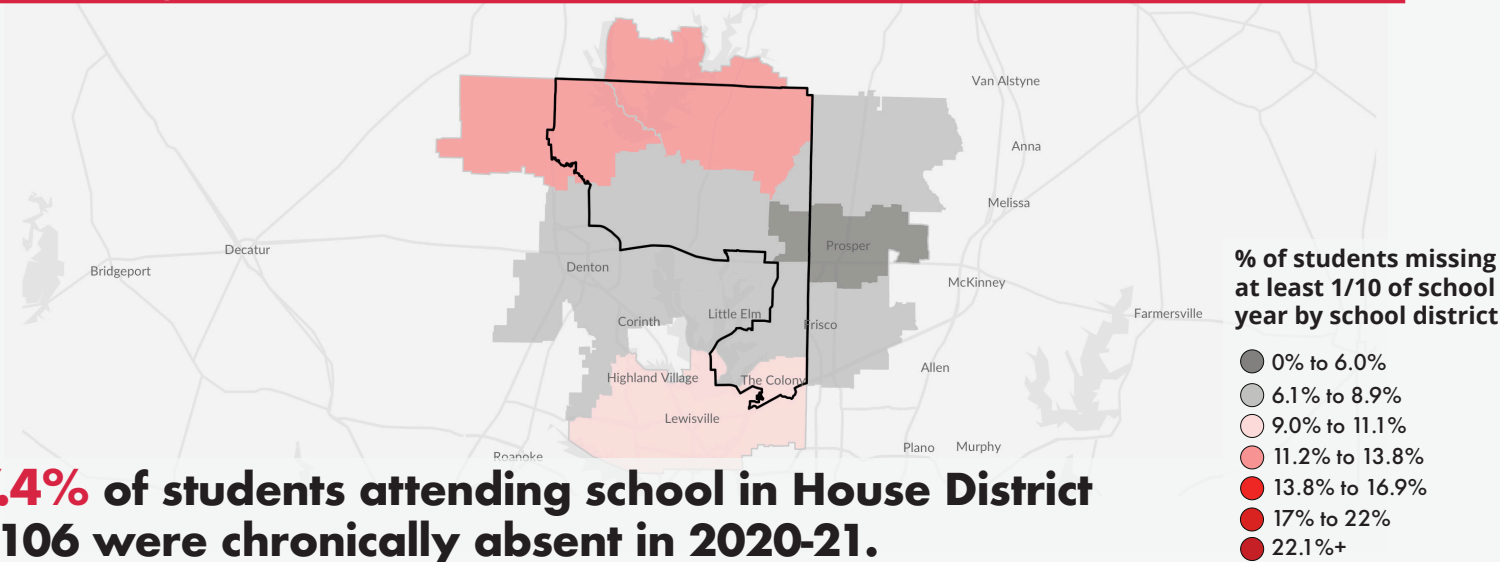 Van Alstyne
Anna
Melissa
Decatur
Prosper
Bridgeport
Denton
McKinney
Little Elm
Farmersville
Corinth
Frisco
Allen
Highland Village
The Colony
Lewisville
Plano
Murphy
Roanoke
% of students missing
at least 1/10 of school
year by school district
0% to 6.0%
6.1% to 8.9%
9.0% to 11.1%
11.2% to 13.8%
13.8% to 16.9%
17% to 22%
22.1%+
.4% of students attending school in House District
106 were chronically absent in 2020-21.